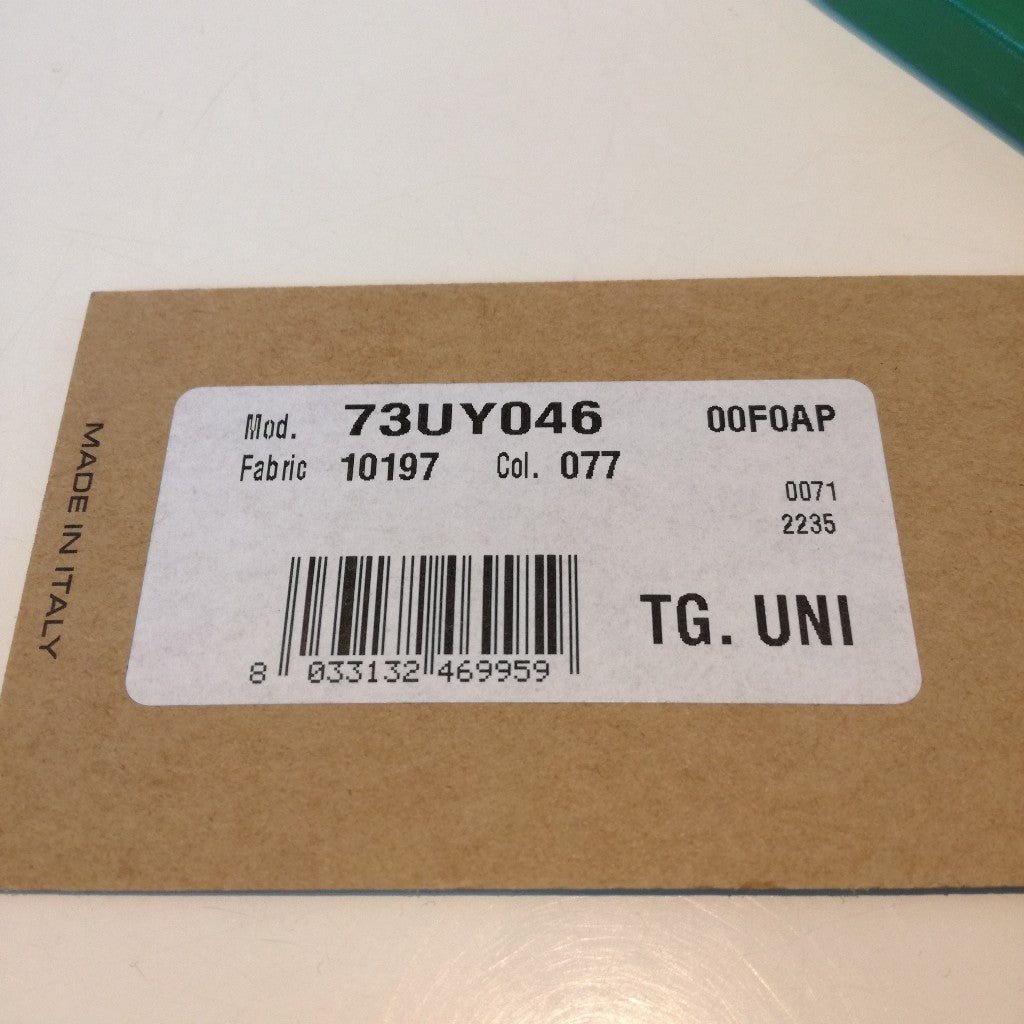 Mod. 73UY046 00F0AP
Fabric 10197 Col. 077
0071
2235
TG. UNI
8 033132 469959
MADE IN ITALY